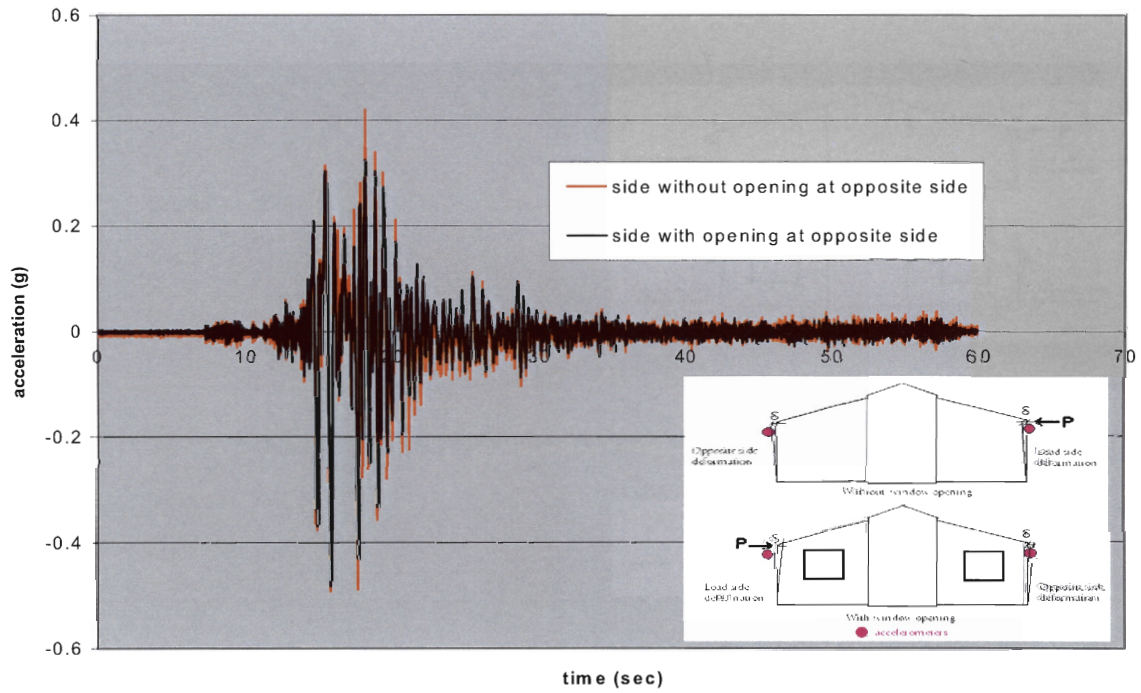 0.6
0.4
0.2
0
-0.2
-0.4
-0.6
acceleration (g)
0 10 20 30 40 50 60 70
time (sec)
side without opening at opposite side
side with opening at opposite side
δ
δ
P
Opposite side
deformation
Load side
deformation
Without window opening
P
δ
δ
Load side
deformation
Opposite side
deformation
With window opening
accelerometers